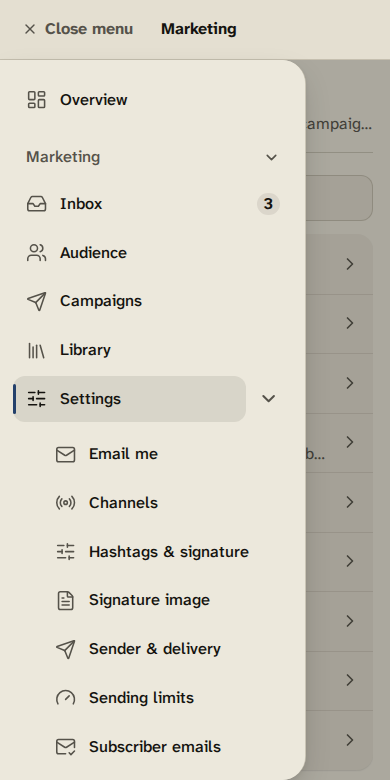 Close menu Marketing
Overview
ampaig...
Marketing
Inbox 3
Audience
Campaigns
Library
Settings
b...
Email me
Channels
Hashtags & signature
Signature image
Sender & delivery
Sending limits
Subscriber emails